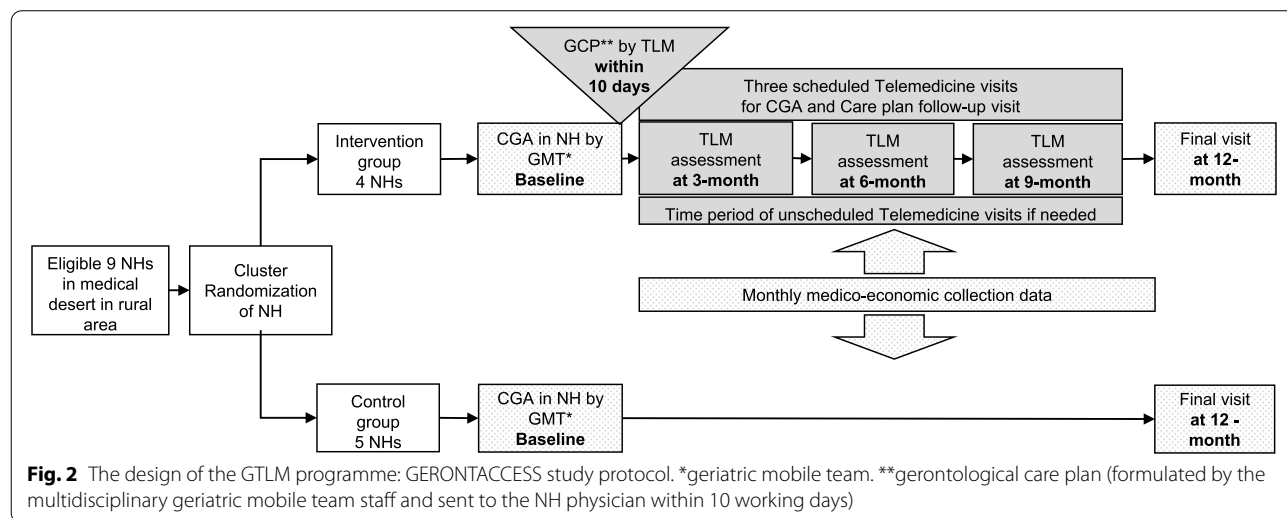 GCP** by TLM
within
10 days
Three scheduled Telemedicine visits
for CGA and Care plan follow-up visit
Intervention
group
4 NHs
CGA in NH by
GMT*
Baseline
TLM
assessment
at 3-month
TLM
assessment
at 6-month
TLM
assessment
at 9-month
Final visit
at 12-
month
Time period of unscheduled Telemedicine visits if needed
Eligible 9 NHs
in medical
desert in rural
area
Cluster
Randomization
of NH
Monthly medico-economic collection data
Control
group
5 NHs
CGA in NH by
GMT*
Baseline
Final visit
at 12 -
month
Fig. 2 The design of the GTLM programme: GERONTACCESS study protocol. *geriatric mobile team. **gerontological care plan (formulated by the
multidisciplinary geriatric mobile team staff and sent to the NH physician within 10 working days)